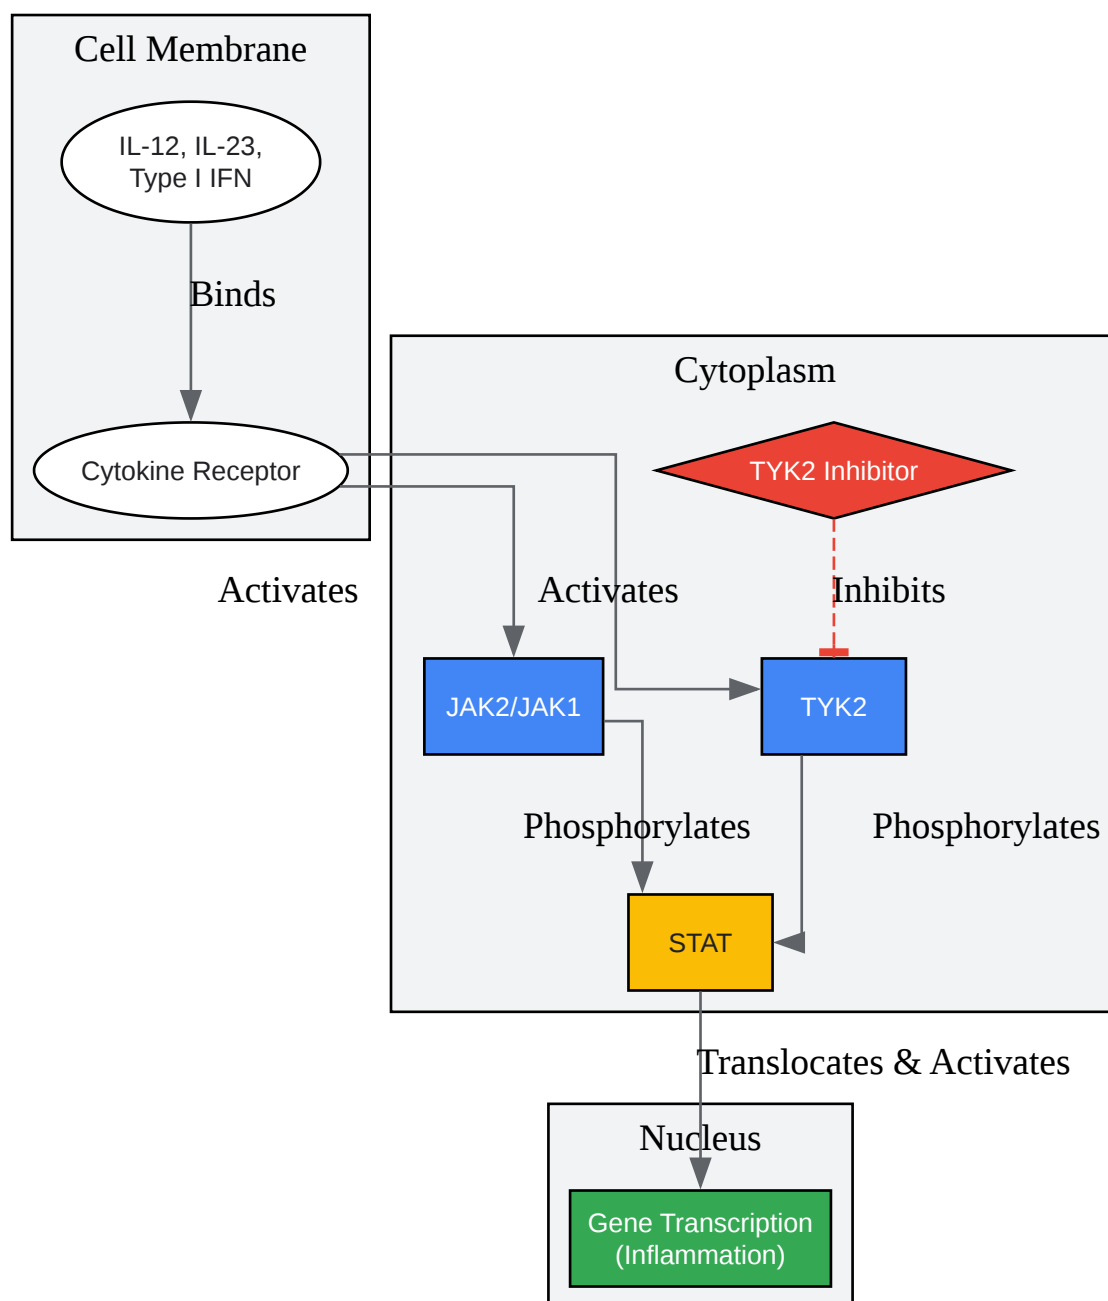 Cell Membrane
IL-12, IL-23,
Type I IFN
Binds
Cytokine Receptor
Cytoplasm
TYK2 Inhibitor
Activates
Activates
Inhibits
JAK2/JAK1
TYK2
Phosphorylates
Phosphorylates
STAT
Translocates & Activates
Nucleus
Gene Transcription
(Inflammation)